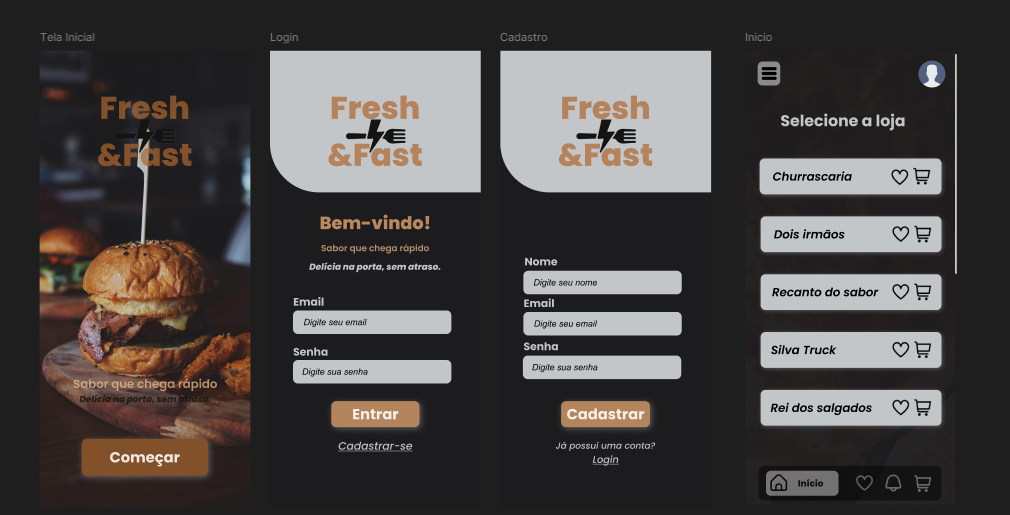 Tela Inicial
Fresh
&Fast
Sabor que chega rápido
Delícia na porta, sem atraso.
Começar
Login
Fresh
&Fast
Bem-vindo!
Sabor que chega rápido
Delícia na porta, sem atraso.
Email
Digite seu email
Senha
Digite sua senha
Entrar
Cadastrar-se
Cadastro
Fresh
&Fast
Nome
Digite seu nome
Email
Digite seu email
Senha
Digite sua senha
Cadastrar
Já possui uma conta?
Login
Inicio
Selecione a loja
Churrascaria
Dois irmãos
Recanto do sabor
Silva Truck
Rei dos salgados
Início